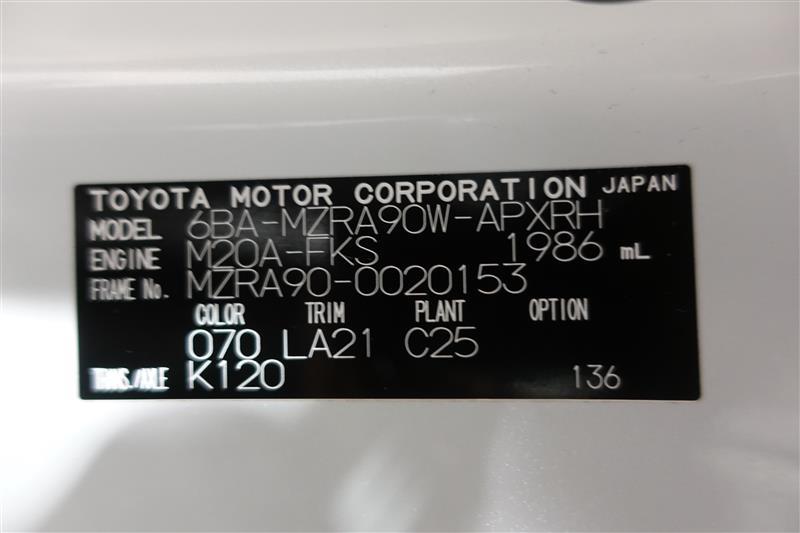 TOYOTA MOTOR CORPORATION JAPAN
MODEL 6BA-MZRA90W-APXRH
ENGINE M20A-FKS 1986 mL
FRAME No. MZRA90-0020153
COLOR TRIM PLANT OPTION
070 LA21 C25
TRANS./AXLE K120 136